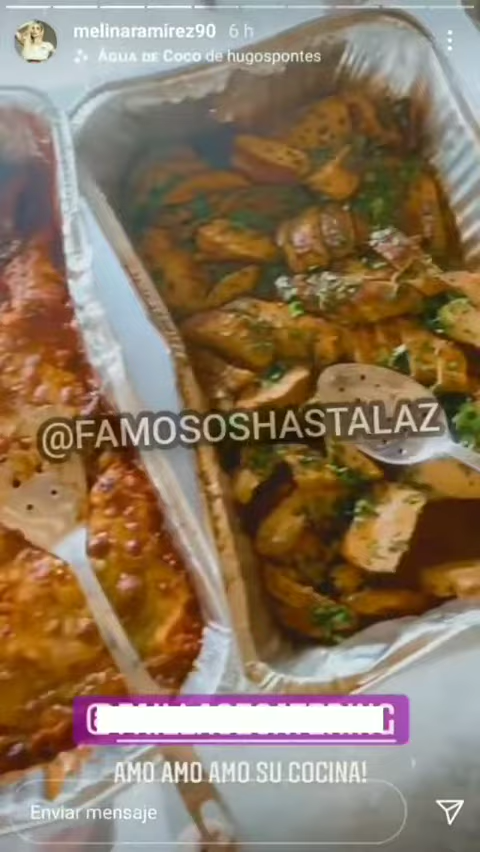 melinaramirez90 6 h
ÁGUA DE COCO de hugospontes
@FAMOSOSHASTALAZ
AMO AMO AMO SU COCINA!
Enviar mensaje